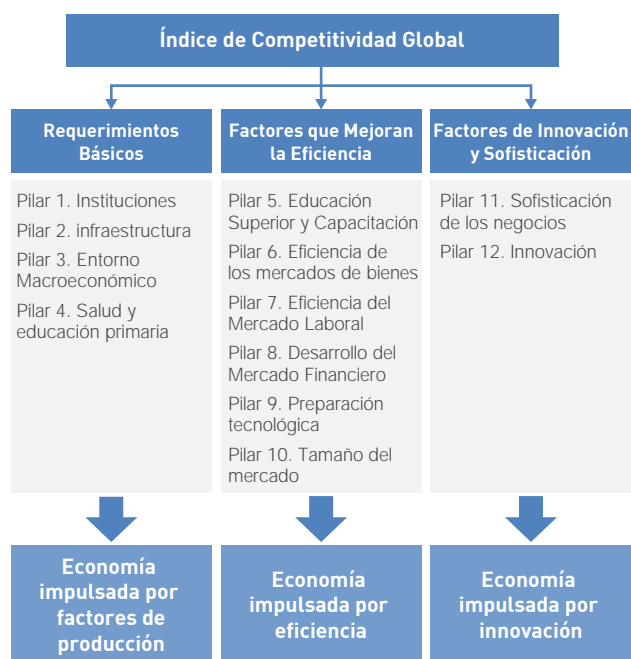 Índice de Competitividad Global
Requerimientos
Básicos
Pilar 1. Instituciones
Pilar 2. infraestructura
Pilar 3. Entorno
Macroeconómico
Pilar 4. Salud y
educación primaria
Economía
impulsada por
factores de
producción
Factores que Mejoran
la Eficiencia
Pilar 5. Educación
Superior y Capacitación
Pilar 6. Eficiencia de
los mercados de bienes
Pilar 7. Eficiencia del
Mercado Laboral
Pilar 8. Desarrollo del
Mercado Financiero
Pilar 9. Preparación
tecnológica
Pilar 10. Tamaño del
mercado
Economía
impulsada por
eficiencia
Factores de Innovación
y Sofisticación
Pilar 11. Sofisticación
de los negocios
Pilar 12. Innovación
Economía
impulsada por
innovación